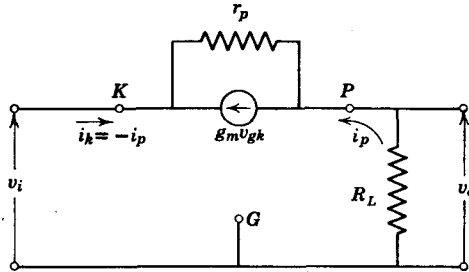 r_p
K
P
i_k = -i_p
g_m v_gk
i_p
v_i
R_L
G